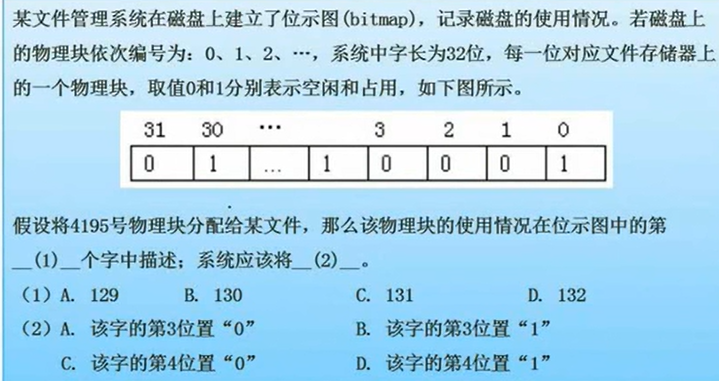 某文件管理系统在磁盘上建立了位示图(bitmap)，记录磁盘的使用情况。若磁盘上
的物理块依次编号为：0、1、2、…，系统中字长为32位，每一位对应文件存储器上
的一个物理块，取值0和1分别表示空闲和占用，如下图所示。
31 30 … 3 2 1 0
0 1 … 1 0 0 0 1
假设将4195号物理块分配给某文件，那么该物理块的使用情况在位示图中的第
__(1)__个字中描述；系统应该将__(2)__。
（1）A. 129 B. 130 C. 131 D. 132
（2）A. 该字的第3位置“0” B. 该字的第3位置“1”
C. 该字的第4位置“0” D. 该字的第4位置“1”